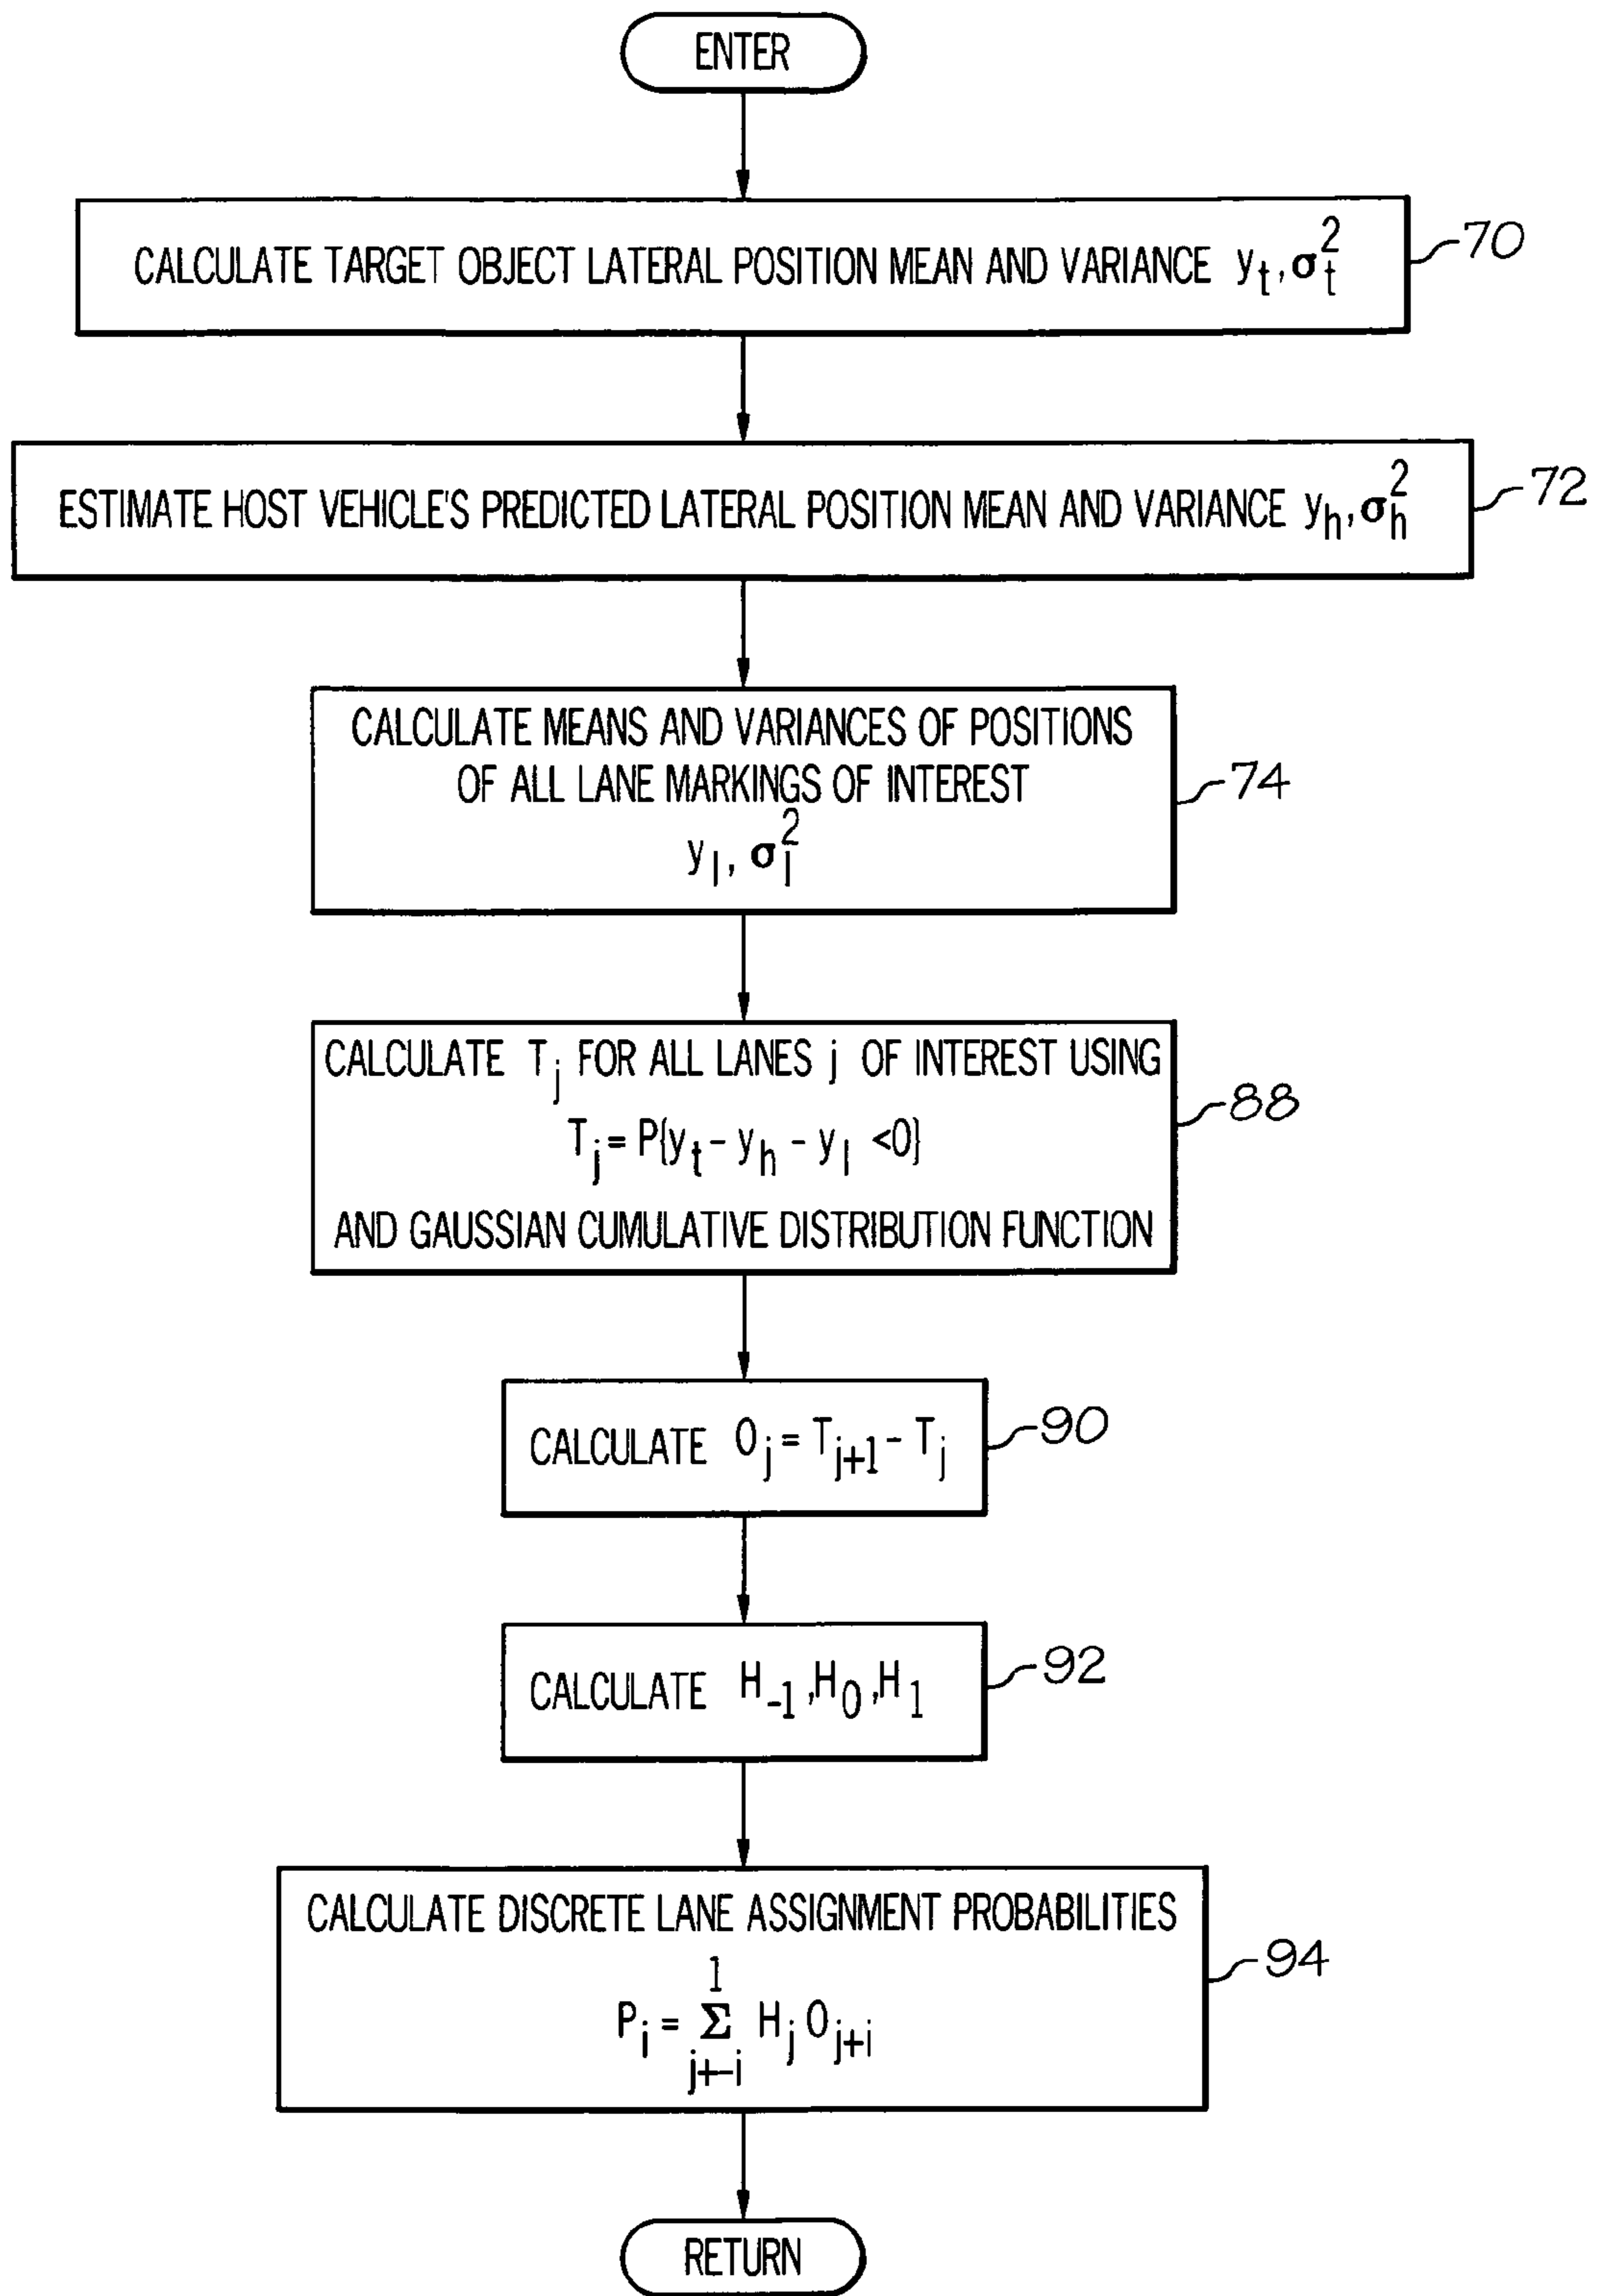 ENTER
CALCULATE TARGET OBJECT LATERAL POSITION MEAN AND VARIANCE y_t, σ_t^2
70
ESTIMATE HOST VEHICLE'S PREDICTED LATERAL POSITION MEAN AND VARIANCE y_h, σ_h^2
72
CALCULATE MEANS AND VARIANCES OF POSITIONS
OF ALL LANE MARKINGS OF INTEREST
y_l, σ_l^2
74
CALCULATE T_j FOR ALL LANES j OF INTEREST USING
T_j = P{y_t - y_h - y_l <0}
AND GAUSSIAN CUMULATIVE DISTRIBUTION FUNCTION
88
CALCULATE O_j = T_{j+1} - T_j
90
CALCULATE H_{-1}, H_0, H_1
92
CALCULATE DISCRETE LANE ASSIGNMENT PROBABILITIES
P_i = Σ_{j+-i}^{1} H_j O_{j+i}
94
RETURN